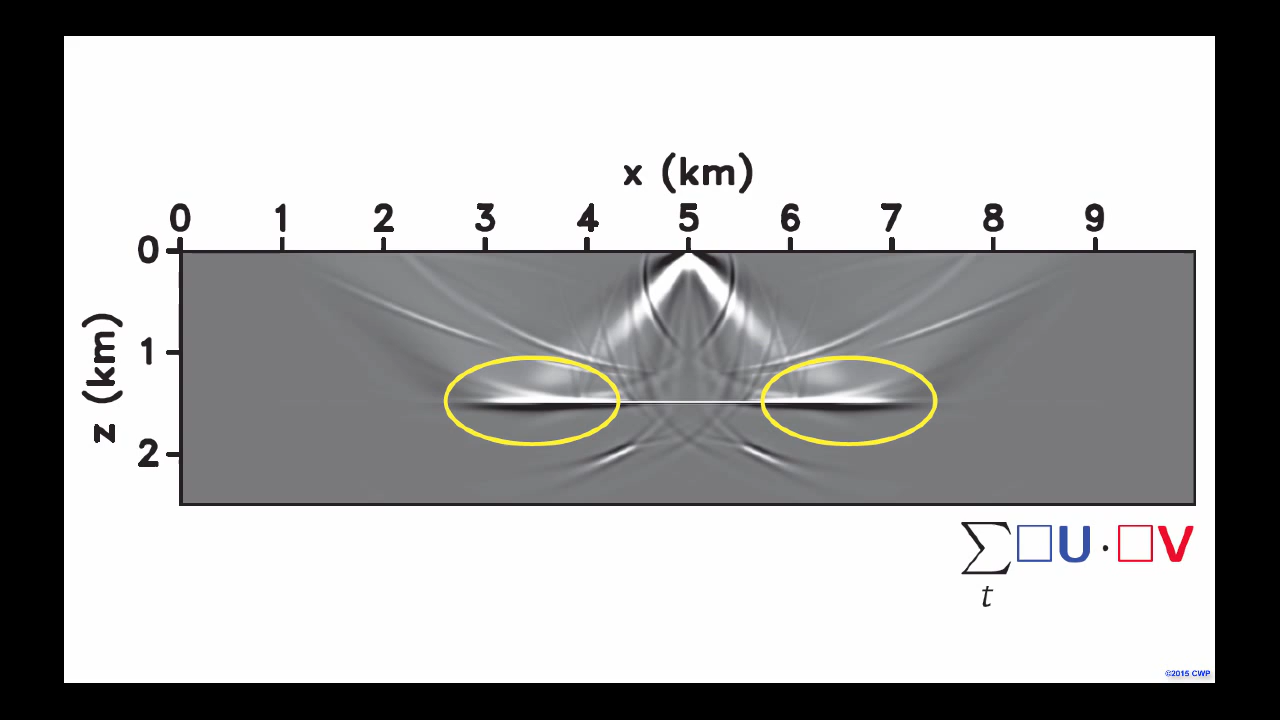 x (km)
0 1 2 3 4 5 6 7 8 9
0
1
2
z (km)
∑ □U · □V
t
©2015 CWP